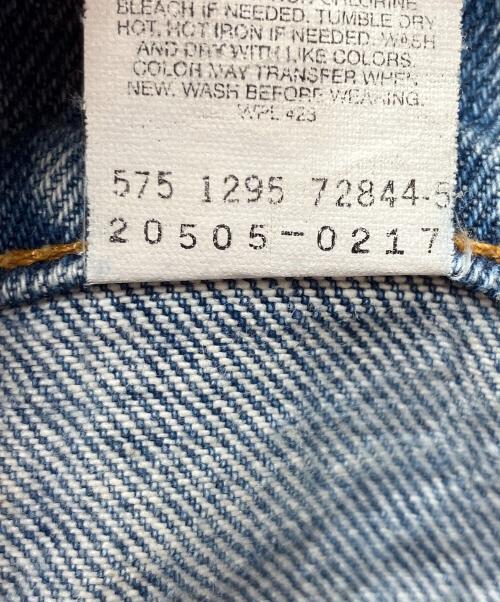 BLEACH IF NEEDED. TUMBLE DRY
HOT. HOT IRON IF NEEDED. WASH
AND DRY WITH LIKE COLORS.
COLOR MAY TRANSFER WHEN
NEW. WASH BEFORE WEARING.
WPL 423
575 1295 72844-5
20505-0217